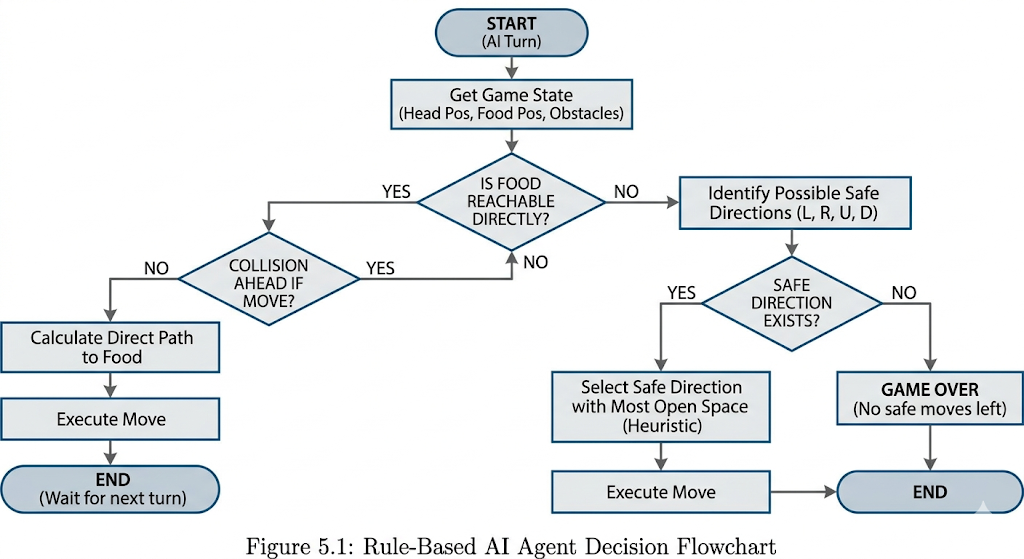 START
(AI Turn)
Get Game State
(Head Pos, Food Pos, Obstacles)
IS FOOD
REACHABLE
DIRECTLY?
YES
NO
Identify Possible Safe
Directions (L, R, U, D)
COLLISION
AHEAD IF
MOVE?
NO
YES
NO
SAFE
DIRECTION
EXISTS?
YES
NO
Calculate Direct Path
to Food
Execute Move
END
(Wait for next turn)
Select Safe Direction
with Most Open Space
(Heuristic)
Execute Move
GAME OVER
(No safe moves left)
END
Figure 5.1: Rule-Based AI Agent Decision Flowchart